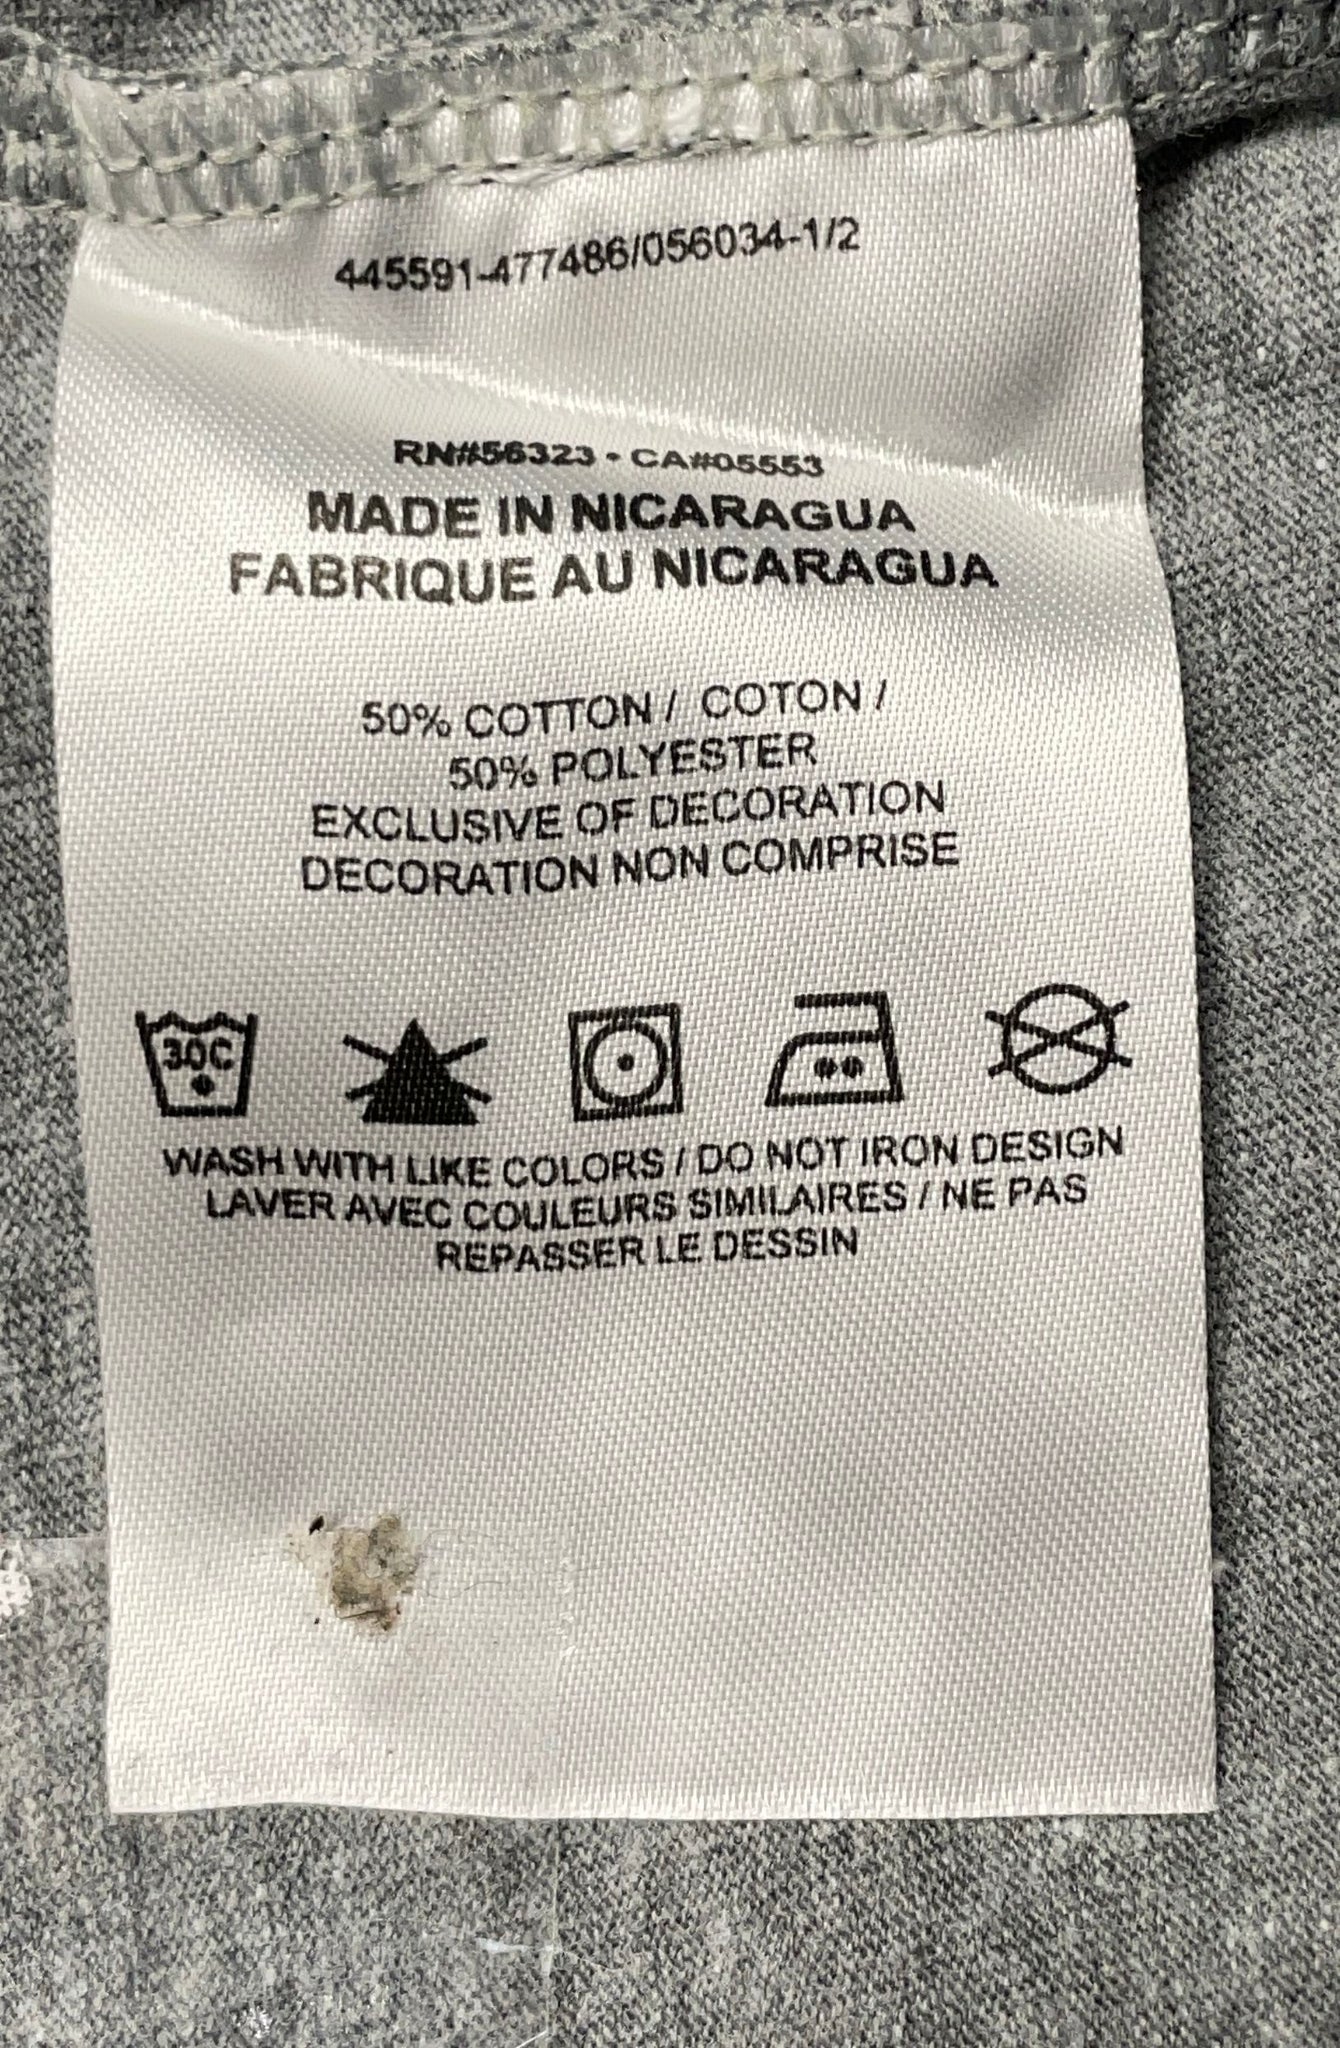 445591-477486/056034-1/2
RN#56323 - CA#05553
MADE IN NICARAGUA
FABRIQUE AU NICARAGUA
50% COTTON / COTON /
50% POLYESTER
EXCLUSIVE OF DECORATION
DECORATION NON COMPRISE
30C
WASH WITH LIKE COLORS / DO NOT IRON DESIGN
LAVER AVEC COULEURS SIMILAIRES / NE PAS
REPASSER LE DESSIN